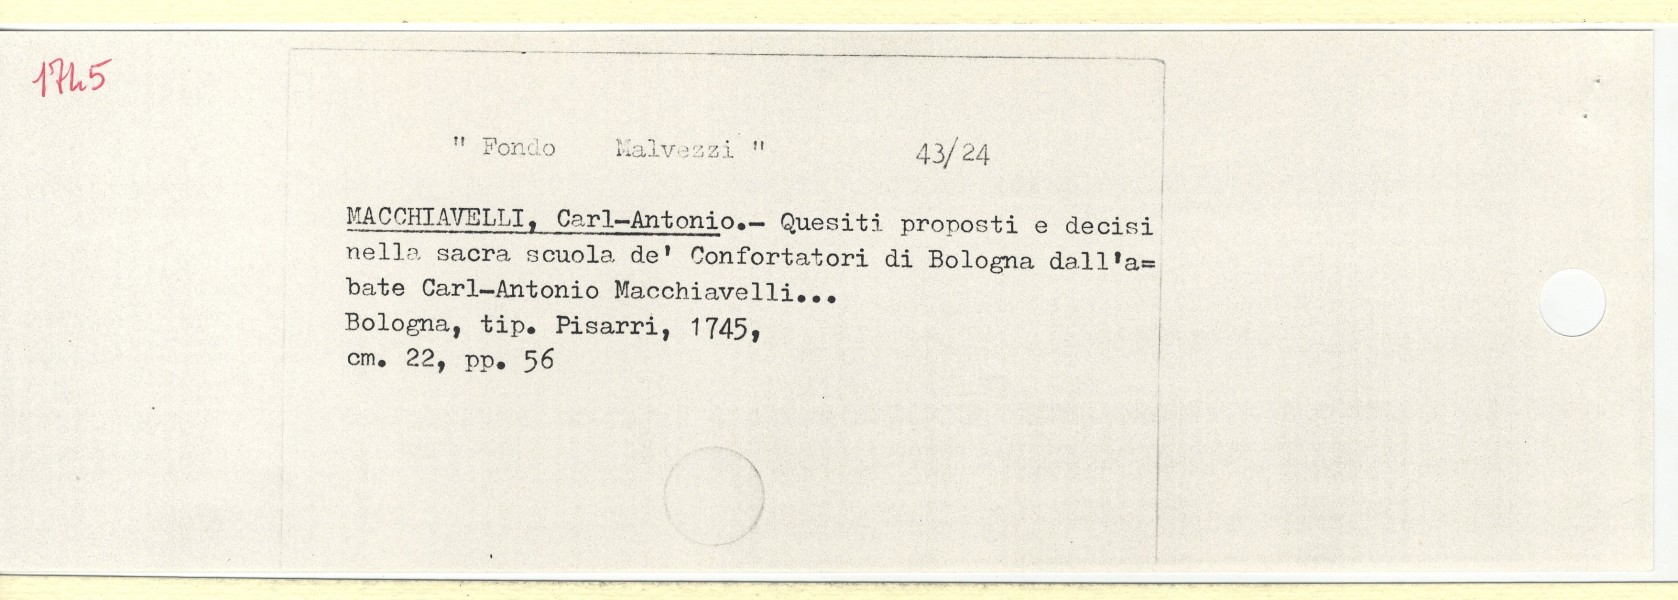 1745
" Fondo Malvezzi " 43/24
MACCHIAVELLI, Carl-Antonio.- Quesiti proposti e decisi
nella sacra scuola de' Confortatori di Bologna dall'a=
bate Carl-Antonio Macchiavelli...
Bologna, tip. Pisarri, 1745,
cm. 22, pp. 56